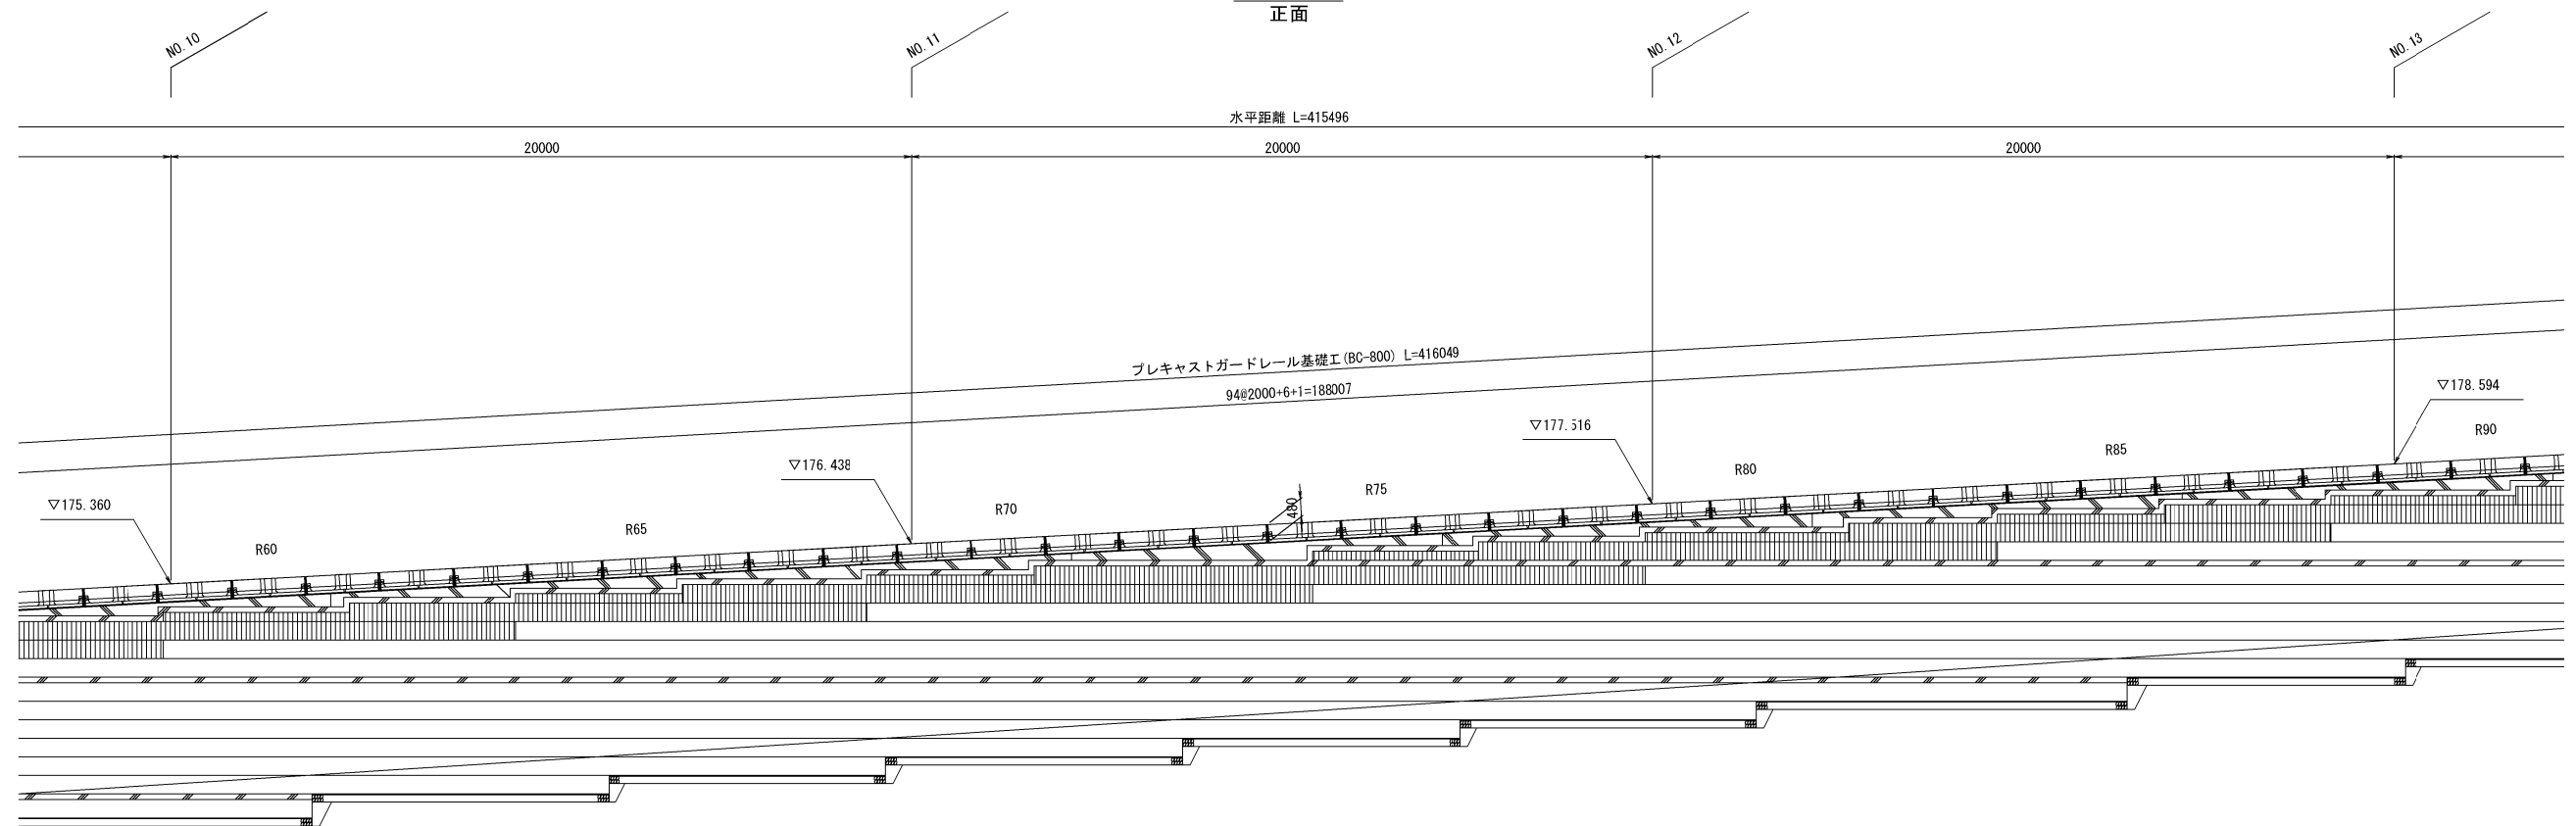 正面
NO.10
NO.11
NO.12
NO.13
水平距離 L=415496
20000
20000
20000
プレキャストガードレール基礎工(BC-800) L=416049
94@2000+6+1=188007
▽178.594
▽177.516
R90
R85
▽176.438
R80
R75
480
▽175.360
R70
R65
R60